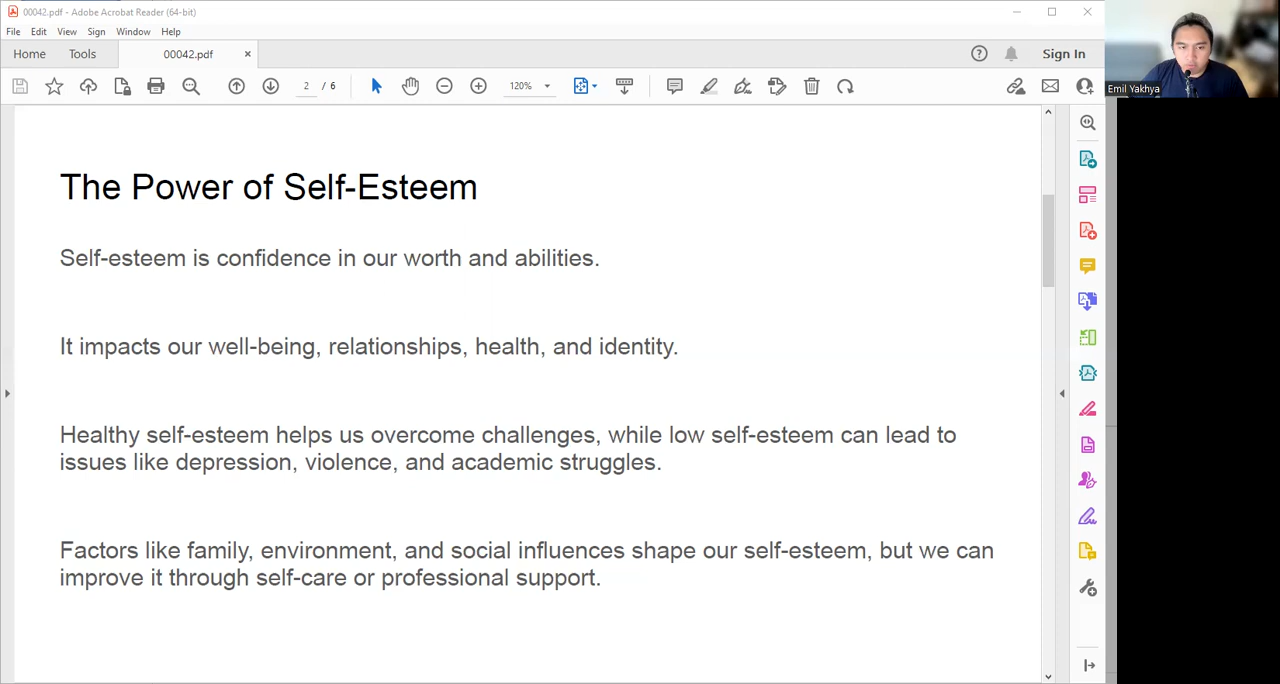 00042.pdf - Adobe Acrobat Reader (64-bit)
File Edit View Sign Window Help
Home Tools 00042.pdf × Sign In
2 / 6 120%
Emil Yakhya
The Power of Self-Esteem
Self-esteem is confidence in our worth and abilities.
It impacts our well-being, relationships, health, and identity.
Healthy self-esteem helps us overcome challenges, while low self-esteem can lead to
issues like depression, violence, and academic struggles.
Factors like family, environment, and social influences shape our self-esteem, but we can
improve it through self-care or professional support.